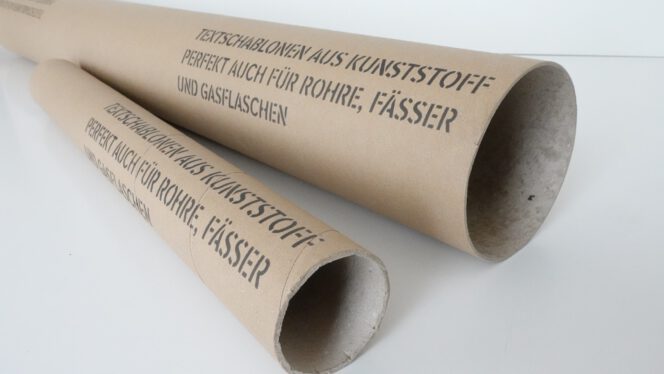 TEXTSCHABLONEN AUS KUNSTSTOFF
PERFEKT AUCH FÜR ROHRE, FÄSSER
UND GASFLASCHEN
TEXTSCHABLONEN AUS KUNSTSTOFF
PERFEKT AUCH FÜR ROHRE, FÄSSER
UND GASFLASCHEN